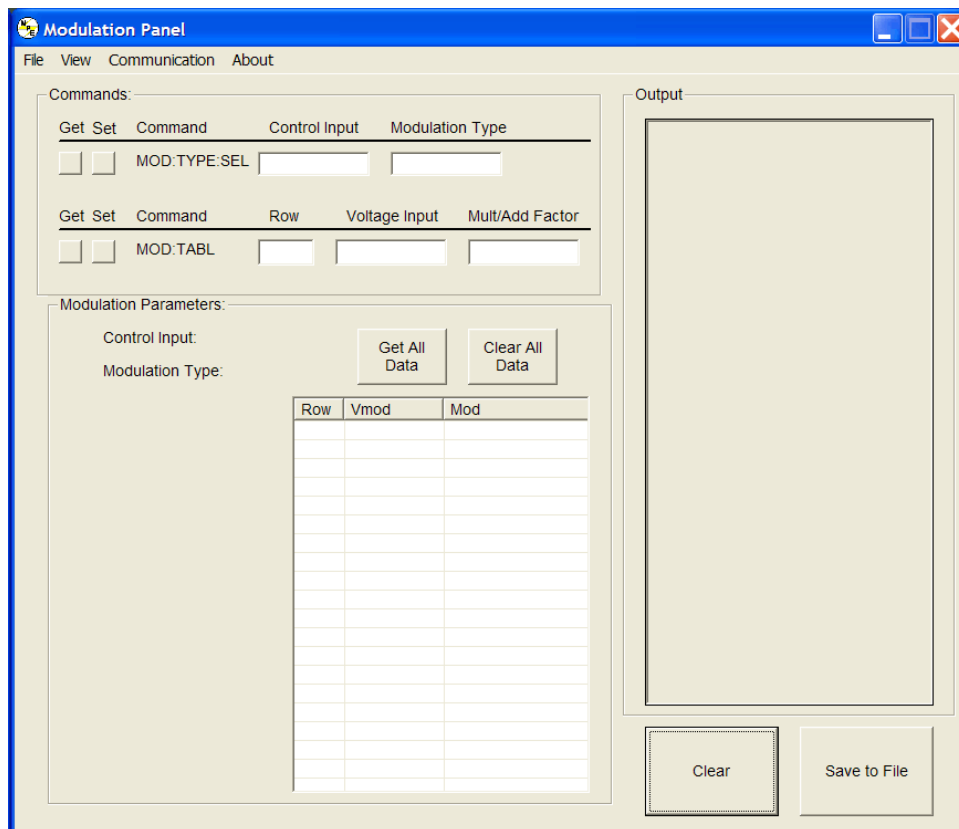 Modulation Panel
File View Communication About
Commands:
Get Set Command Control Input Modulation Type
MOD:TYPE:SEL
Get Set Command Row Voltage Input Mult/Add Factor
MOD:TABL
Modulation Parameters:
Control Input:
Modulation Type:
Get All
Data
Clear All
Data
Row Vmod Mod
Output
Clear
Save to File